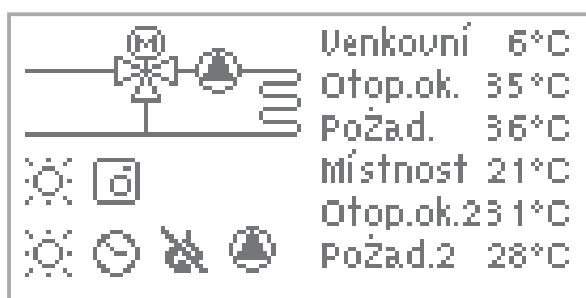 M
Venkovní 6°C
Otop.ok. 35°C
Požad. 36°C
Místnost 21°C
Otop.ok.2 31°C
Požad.2 28°C